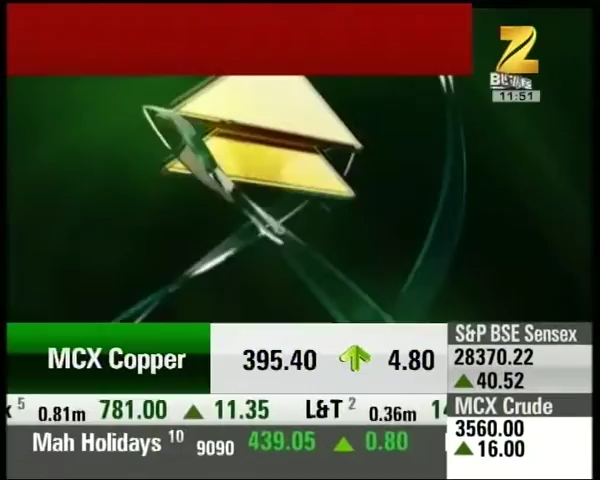 Z
11:51
MCX Copper 395.40 4.80
S&P BSE Sensex
28370.22
40.52
5 0.81m 781.00 11.35 L&T 2 0.36m
MCX Crude
3560.00
16.00
Mah Holidays 10 9090 439.05 0.80